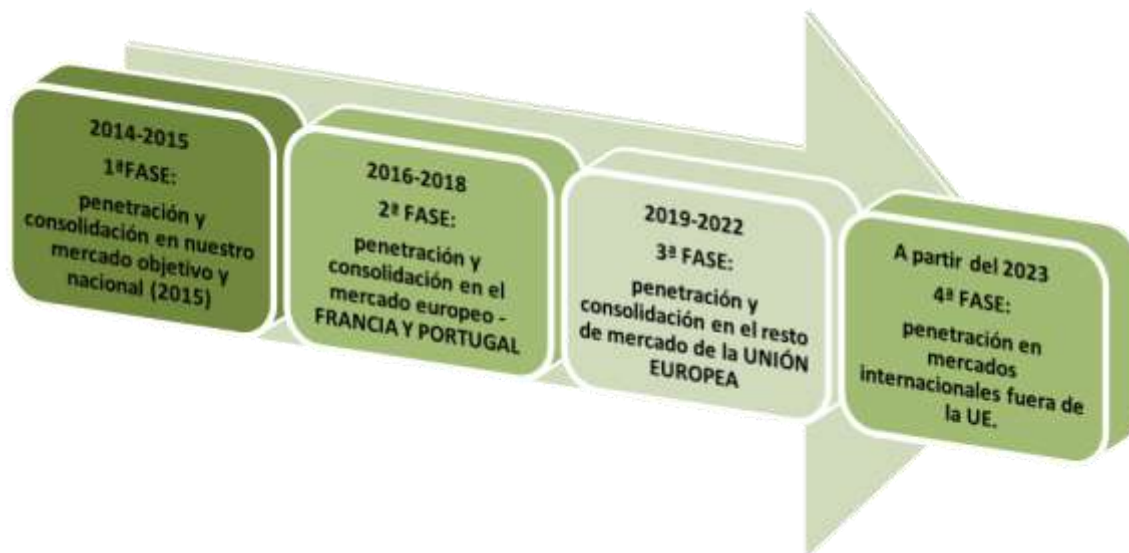 2014-2015
1ªFASE:
penetración y
consolidación en nuestro
mercado objetivo y
nacional (2015)
2016-2018
2ª FASE:
penetración y
consolidación en el
mercado europeo -
FRANCIA Y PORTUGAL
2019-2022
3ª FASE:
penetración y
consolidación en el resto
de mercado de la UNIÓN
EUROPEA
A partir del 2023
4ª FASE:
penetración en
mercados
internacionales fuera de
la UE.